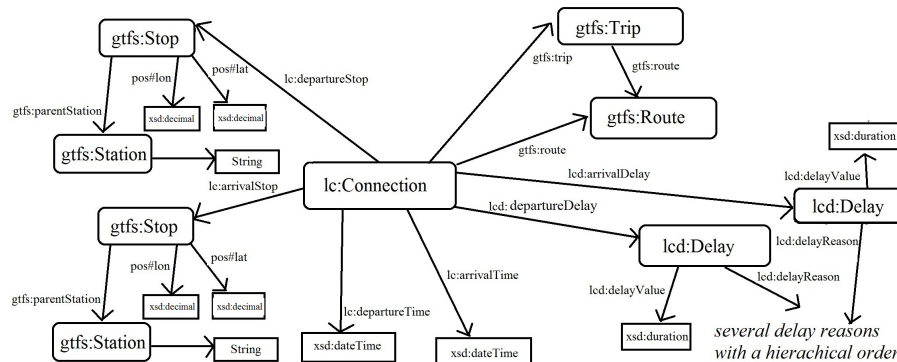 gtfs:Stop
pos#lon
pos#lat
lc:departureStop
gtfs:parentStation
xsd:decimal
xsd:decimal
gtfs:Station
String
lc:arrivalStop
gtfs:Trip
gtfs:trip
gtfs:route
gtfs:Route
gtfs:route
xsd:duration
lc:Connection
lcd:arrivalDelay
lcd:delayValue
lcd:departureDelay
lcd:Delay
gtfs:Stop
lcd:Delay
lcd:delayReason
pos#lon
pos#lat
lc:arrivalTime
lcd:delayValue
lcd:delayReason
gtfs:parentStation
xsd:decimal
xsd:decimal
lc:departureTime
gtfs:Station
String
xsd:dateTime
xsd:dateTime
xsd:duration
several delay reasons
with a hierachical order